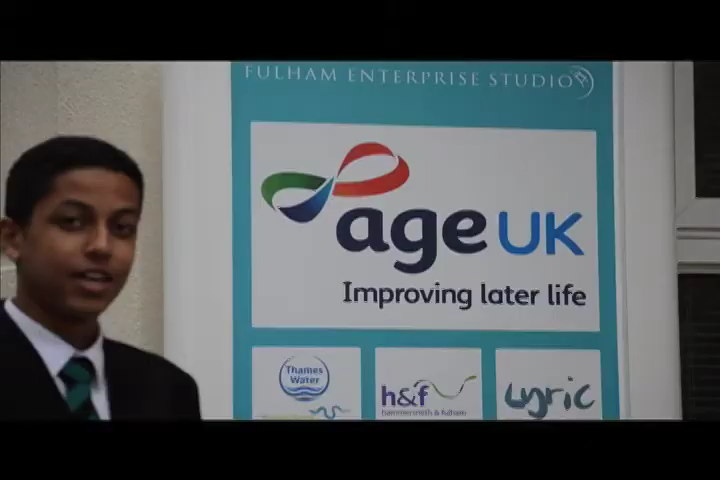 FULHAM ENTERPRISE STUDIO
age UK
Improving later life
Thames
Water
h&f
hammersmith & fulham
Lyric